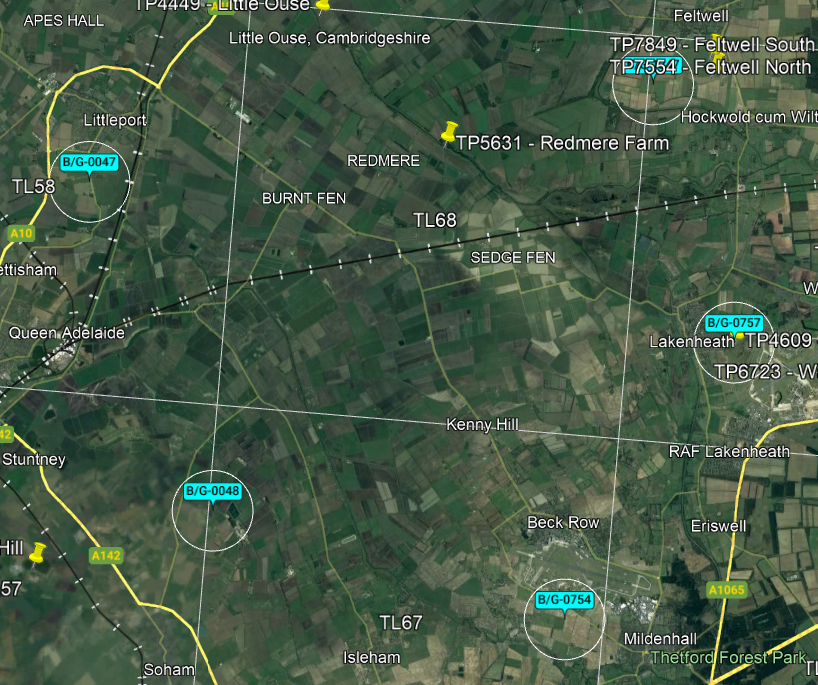 TP4449 - Little Ouse
Feltwell
APES HALL
Little Ouse, Cambridgeshire
TP7849 - Feltwell South
TP7554 - Feltwell North
Littleport
Hockwold cum Wilt
TP5631 - Redmere Farm
B/G-0047
REDMERE
TL58
BURNT FEN
TL68
A10
SEDGE FEN
ettisham
W
B/G-0757
Queen Adelaide
Lakenheath
TP4609
TP6723 - W
Kenny Hill
42
Stuntney
RAF Lakenheath
B/G-0048
Beck Row
Eriswell
Hill
A142
57
A1065
B/G-0754
TL67
Mildenhall
Isleham
Thetford Forest Park
Soham
TL